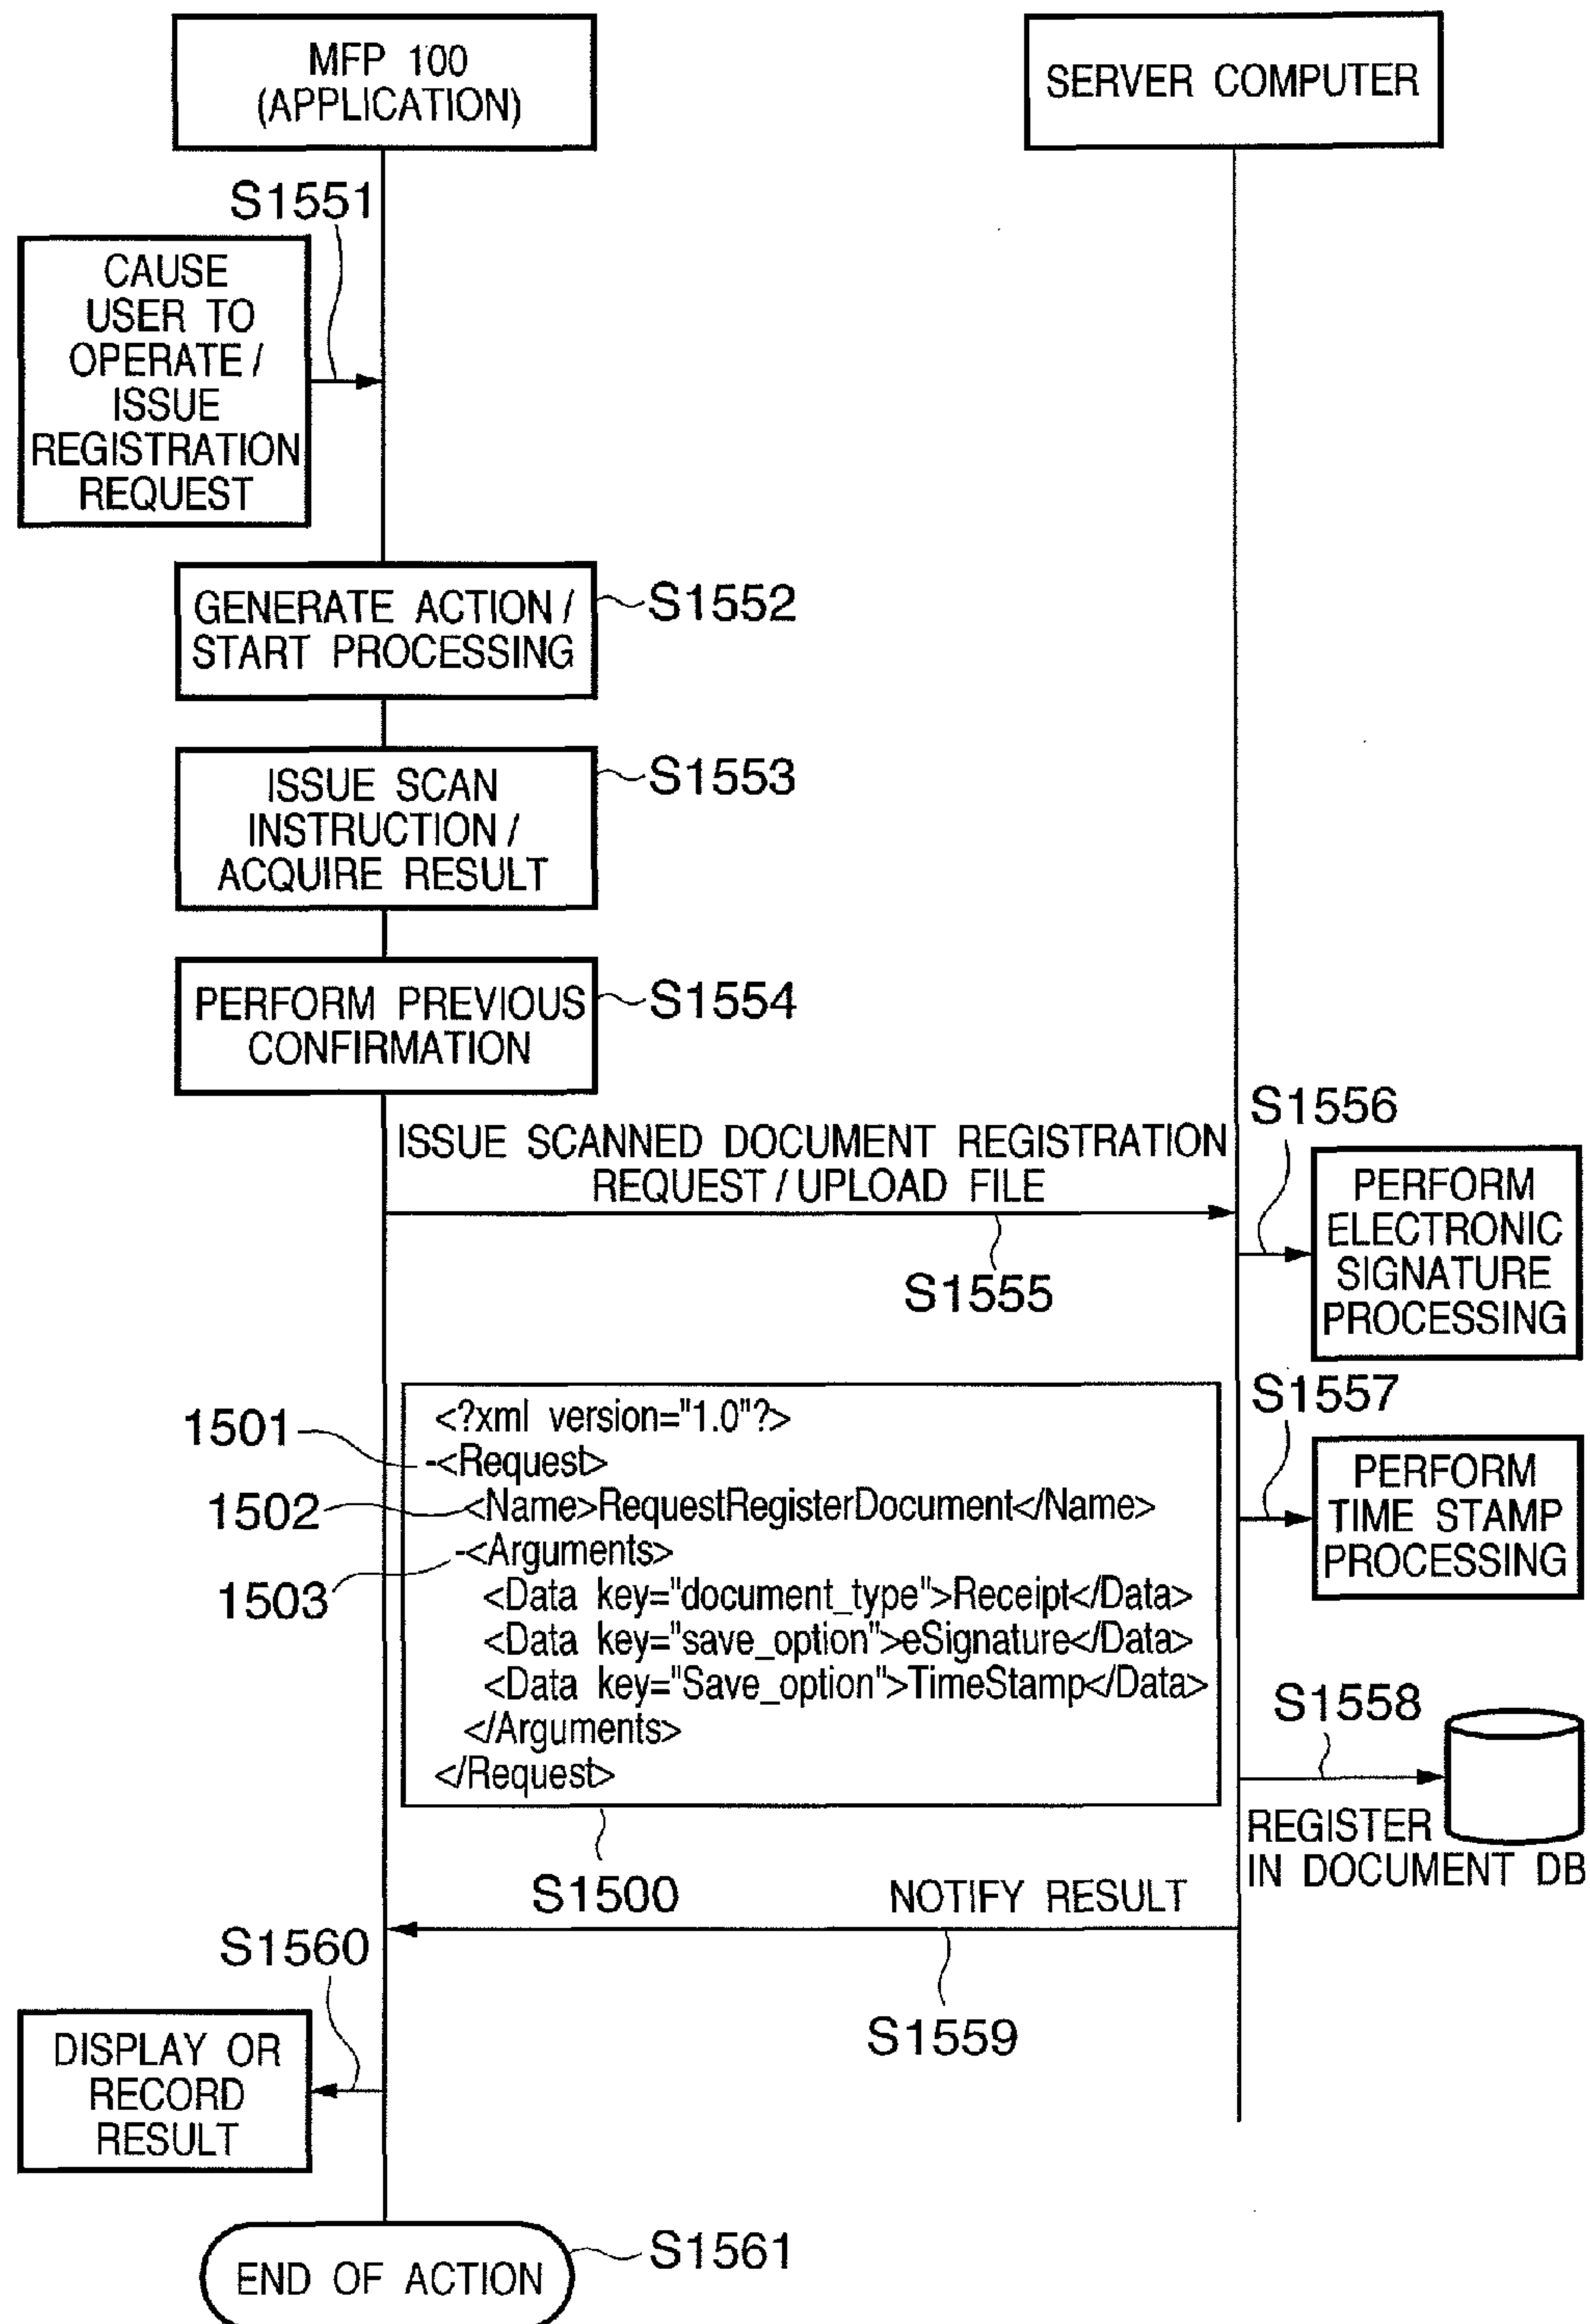 MFP 100
(APPLICATION)
SERVER COMPUTER
S1551
CAUSE
USER TO
OPERATE /
ISSUE
REGISTRATION
REQUEST
GENERATE ACTION /
START PROCESSING
S1552
ISSUE SCAN
INSTRUCTION /
ACQUIRE RESULT
S1553
PERFORM PREVIOUS
CONFIRMATION
S1554
ISSUE SCANNED DOCUMENT REGISTRATION
REQUEST / UPLOAD FILE
S1555
S1556
PERFORM
ELECTRONIC
SIGNATURE
PROCESSING
1501
1502
1503
<?xml version="1.0"?>
-<Request>
<Name>RequestRegisterDocument</Name>
-<Arguments>
<Data key="document_type">Receipt</Data>
<Data key="save_option">eSignature</Data>
<Data key="Save_option">TimeStamp</Data>
</Arguments>
</Request>
S1500
S1557
PERFORM
TIME STAMP
PROCESSING
S1558
REGISTER
IN DOCUMENT DB
NOTIFY RESULT
S1559
S1560
DISPLAY OR
RECORD
RESULT
END OF ACTION
S1561